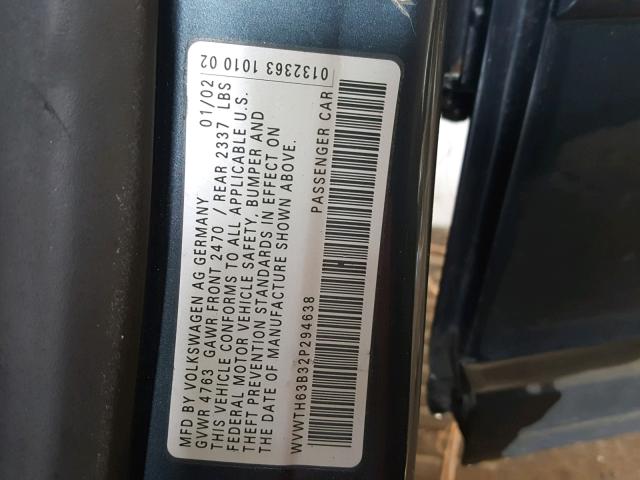 0132363 1010 02
MFD BY VOLKSWAGEN AG GERMANY 01/02
GVWR 4763 GAWR FRONT 2470 / REAR 2337 LBS
THIS VEHICLE CONFORMS TO ALL APPLICABLE U.S.
FEDERAL MOTOR VEHICLE SAFETY, BUMPER AND
THEFT PREVENTION STANDARDS IN EFFECT ON
THE DATE OF MANUFACTURE SHOWN ABOVE.
WVWTH63B32P294638 PASSENGER CAR